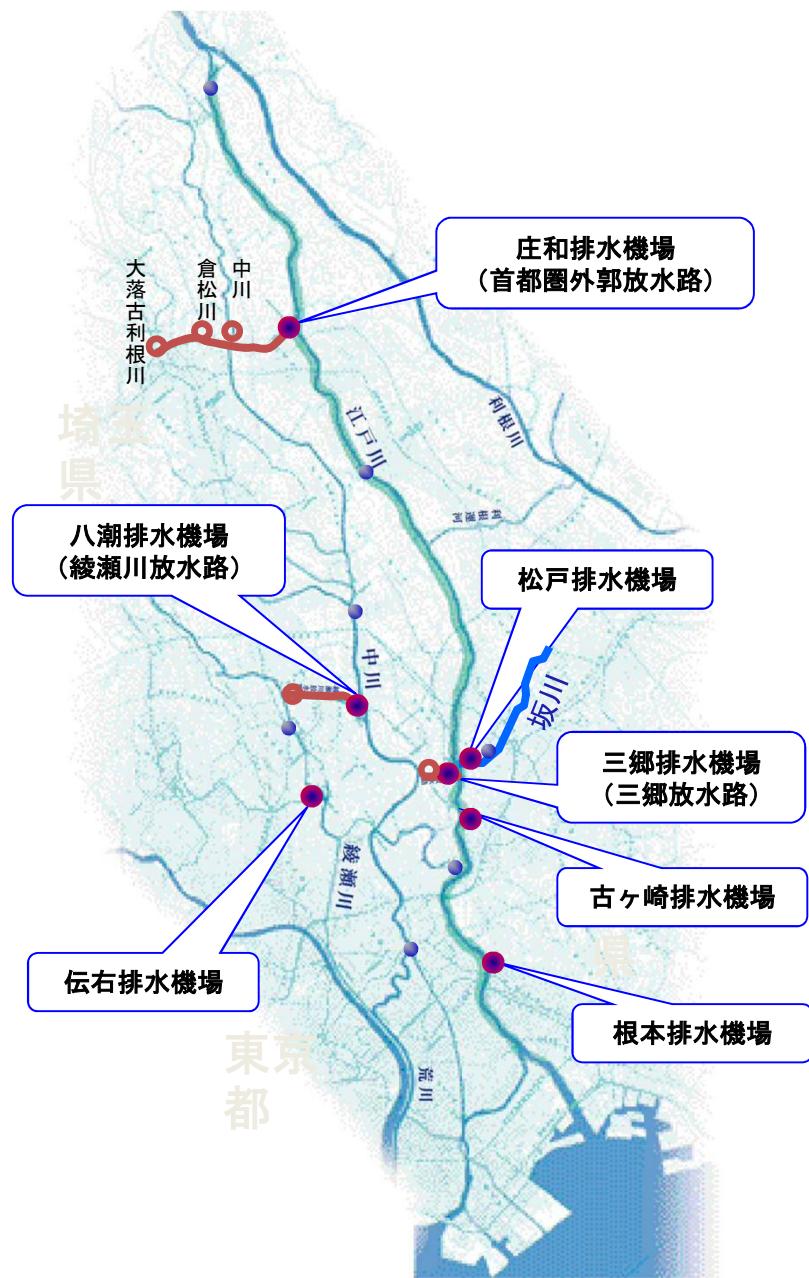 庄和排水機場
（首都圏外郭放水路）
中川
倉松川
大落古利根川
利根川
江戸川
埼玉
県
利根運河
八潮排水機場
（綾瀬川放水路）
松戸排水機場
中川
坂川
三郷排水機場
（三郷放水路）
綾瀬川
古ヶ崎排水機場
県
伝右排水機場
根本排水機場
東京
都
荒川